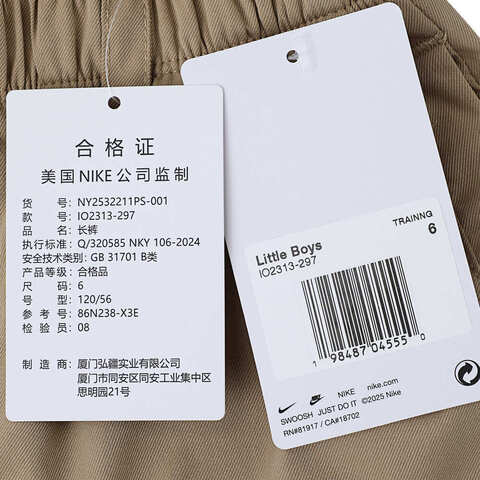 合格证
美国NIKE公司监制
货 号: NY2532211PS-001
款 号: IO2313-297
品 名: 长裤
执行标准: Q/320585 NKY 106-2024
安全技术类别: GB 31701 B类
产品等级: 合格品
尺 码: 6
号 型: 120/56
参 考 号: 86N238-X3E
检 验 员: 08
制 造 商: 厦门弘疆实业有限公司
厦门市同安区同安工业集中区
思明园21号
TRAINNG
6
Little Boys
IO2313-297
1 98487 04555 0
NIKE nike.com
SWOOSH JUST DO IT ©2025 Nike
RN#81917 / CA#18702